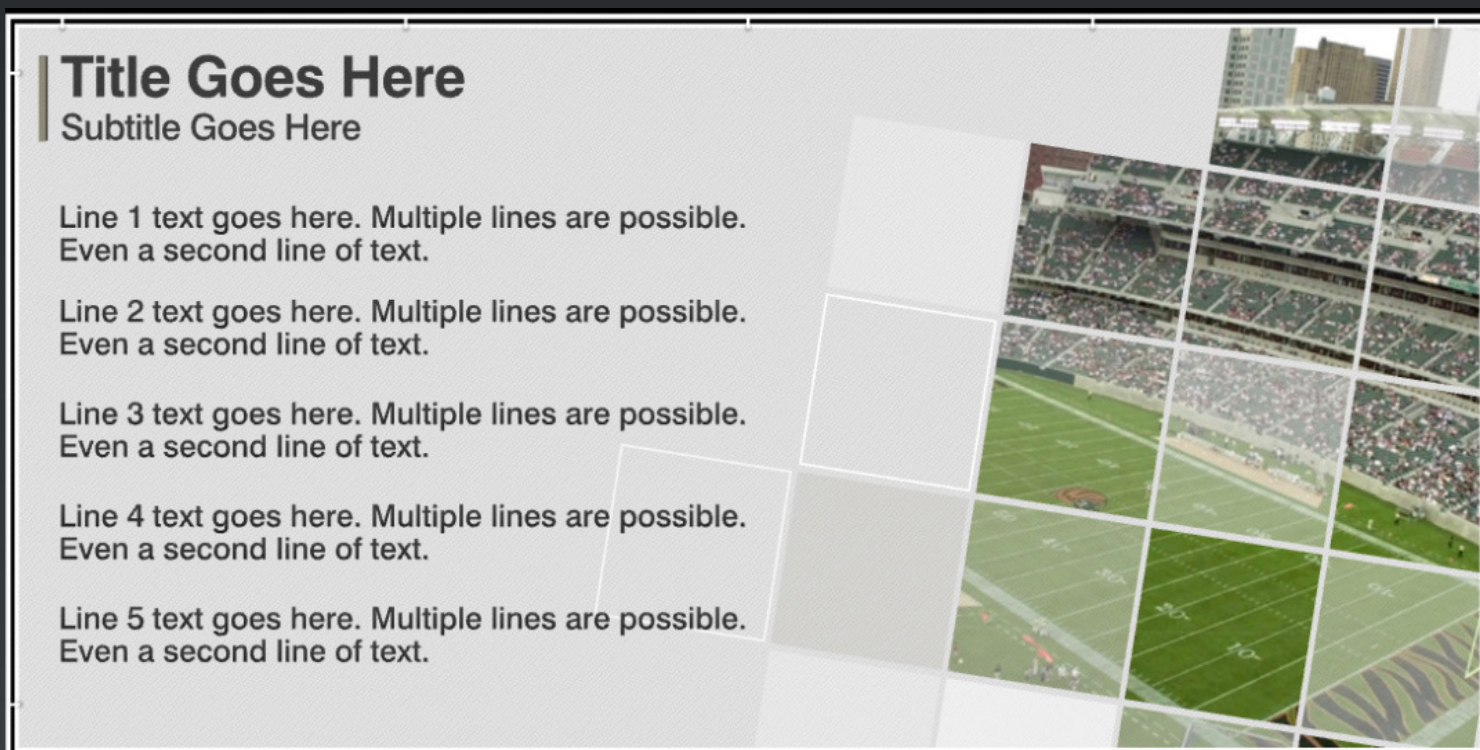 Title Goes Here
Subtitle Goes Here
Line 1 text goes here. Multiple lines are possible.
Even a second line of text.
Line 2 text goes here. Multiple lines are possible.
Even a second line of text.
Line 3 text goes here. Multiple lines are possible.
Even a second line of text.
Line 4 text goes here. Multiple lines are possible.
Even a second line of text.
Line 5 text goes here. Multiple lines are possible.
Even a second line of text.